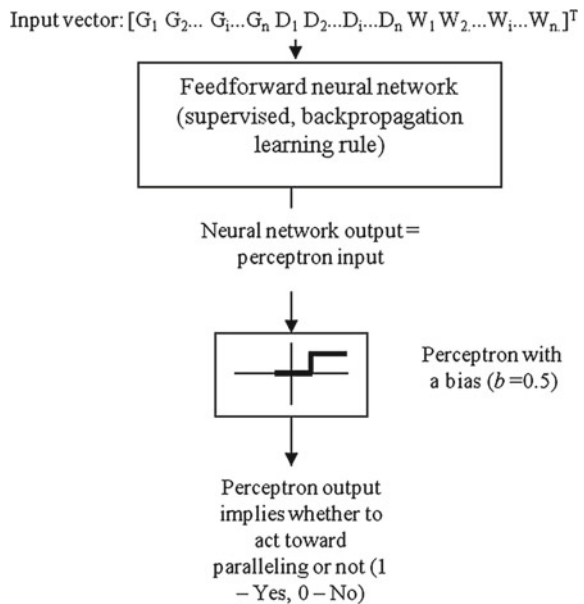 Input vector: [G₁ G₂... Gᵢ...Gₙ D₁ D₂...Dᵢ...Dₙ W₁ W₂...Wᵢ...Wₙ.]ᵀ
Feedforward neural network
(supervised, backpropagation
learning rule)
Neural network output=
perceptron input
Perceptron with
a bias (b=0.5)
Perceptron output
implies whether to
act toward
paralleling or not (1
– Yes, 0 – No)